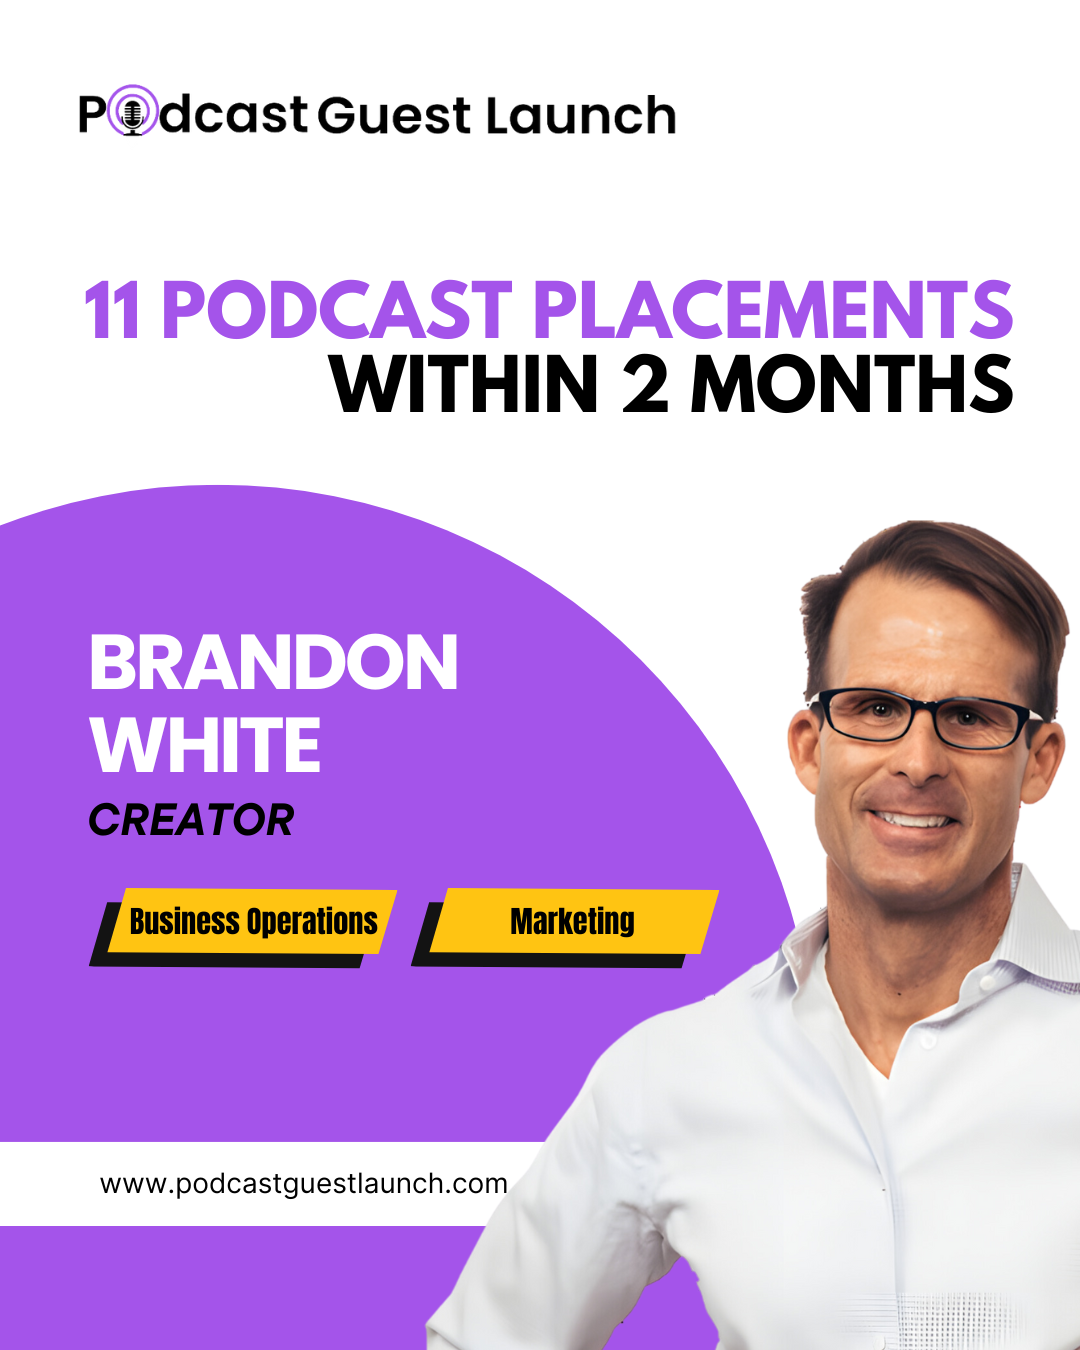 Podcast Guest Launch
11 PODCAST PLACEMENTS
WITHIN 2 MONTHS
BRANDON
WHITE
CREATOR
Business Operations
Marketing
www.podcastguestlaunch.com